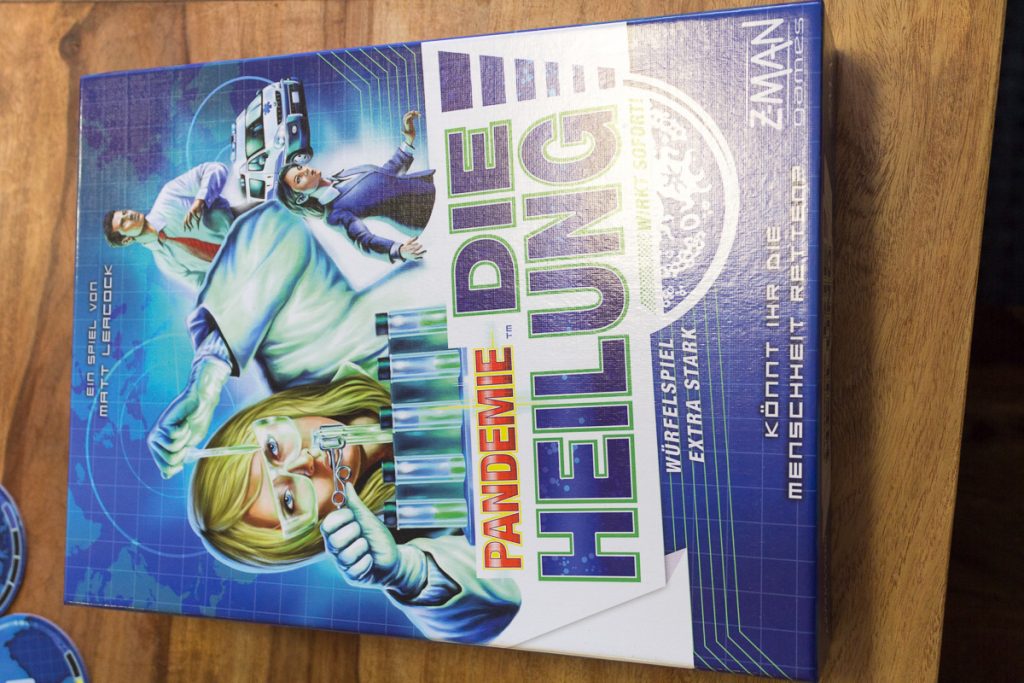 EIN SPIEL VON
MATT LEACOCK
PANDEMIE™
DIE
HEILUNG
WÜRFELSPIEL
EXTRA STARK
WIRKT SOFORT!
KÖNNT IHR DIE
MENSCHHEIT RETTEN?
Z-MAN
games